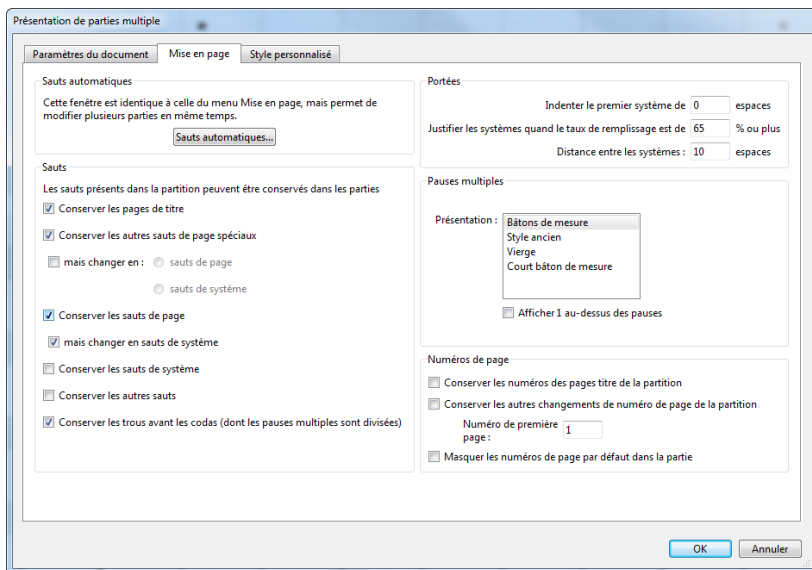 Présentation de parties multiple
Paramètres du document
Mise en page
Style personnalisé
Sauts automatiques
Cette fenêtre est identique à celle du menu Mise en page, mais permet de
modifier plusieurs parties en même temps.
Sauts automatiques...
Sauts
Les sauts présents dans la partition peuvent être conservés dans les parties
Conserver les pages de titre
Conserver les autres sauts de page spéciaux
mais changer en :
sauts de page
sauts de système
Conserver les sauts de page
mais changer en sauts de système
Conserver les sauts de système
Conserver les autres sauts
Conserver les trous avant les codas (dont les pauses multiples sont divisées)
Portées
Indenter le premier système de 0 espaces
Justifier les systèmes quand le taux de remplissage est de 65 % ou plus
Distance entre les systèmes : 10 espaces
Pauses multiples
Présentation :
Bâtons de mesure
Style ancien
Vierge
Court bâton de mesure
Afficher 1 au-dessus des pauses
Numéros de page
Conserver les numéros des pages titre de la partition
Conserver les autres changements de numéro de page de la partition
Numéro de première
page : 1
Masquer les numéros de page par défaut dans la partie
OK
Annuler